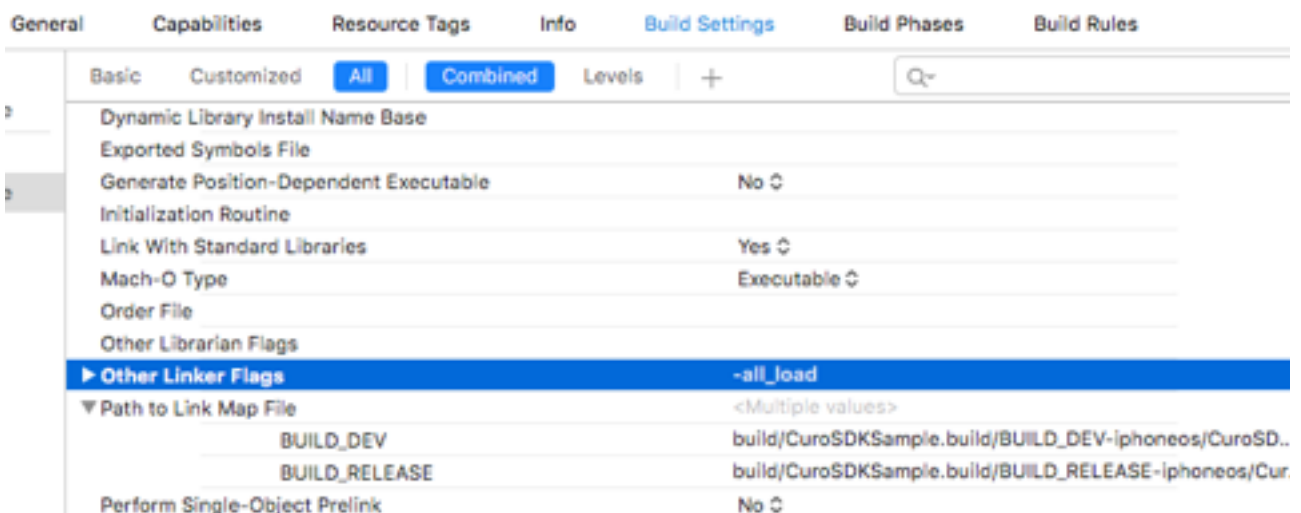 General Capabilities Resource Tags Info Build Settings Build Phases Build Rules
Basic Customized All Combined Levels +
Dynamic Library Install Name Base
Exported Symbols File
Generate Position-Dependent Executable No
Initialization Routine
Link With Standard Libraries Yes
Mach-O Type Executable
Order File
Other Librarian Flags
Other Linker Flags -all_load
Path to Link Map File <Multiple values>
BUILD_DEV build/CuroSDKSample.build/BUILD_DEV-iphoneos/CuroSD...
BUILD_RELEASE build/CuroSDKSample.build/BUILD_RELEASE-iphoneos/Cur.
Perform Single-Object Prelink No